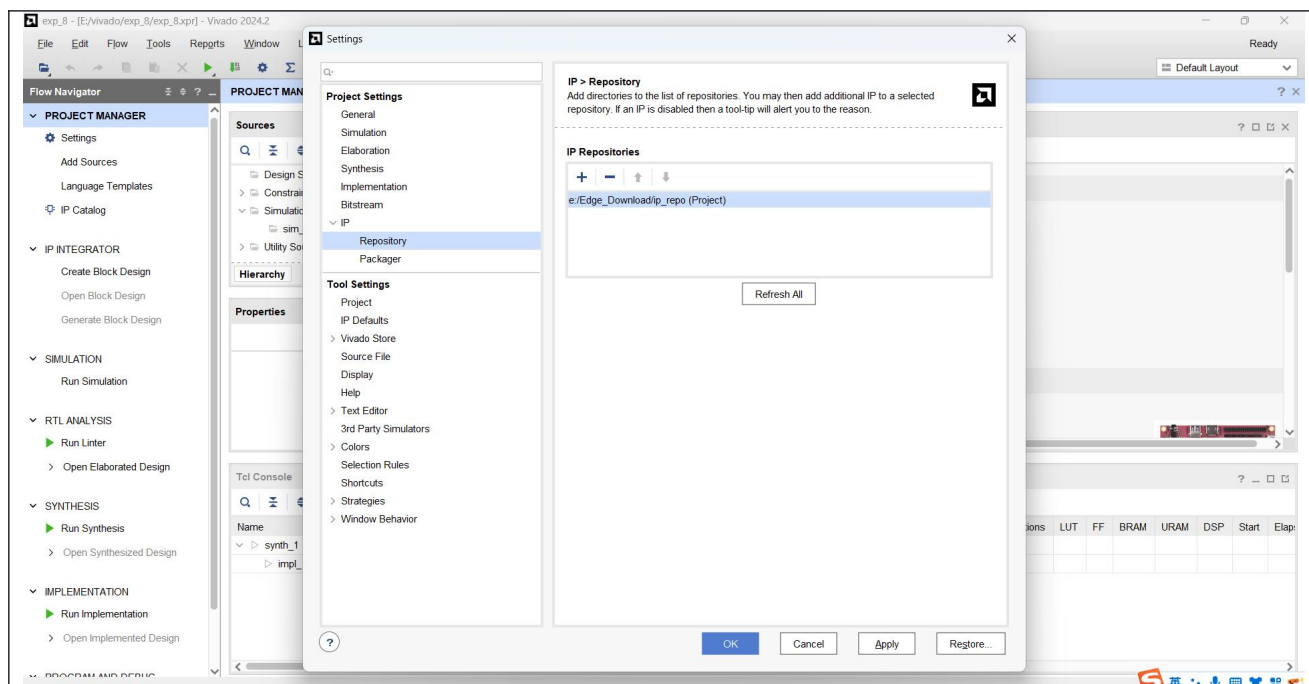 exp_8 - [E:/vivado/exp_8/exp_8.xpr] - Vivado 2024.2
File Edit Flow Tools Reports Window L
Ready
Default Layout
Flow Navigator
PROJECT MANAGER
Settings
Add Sources
Language Templates
IP Catalog
IP INTEGRATOR
Create Block Design
Open Block Design
Generate Block Design
SIMULATION
Run Simulation
RTL ANALYSIS
Run Linter
Open Elaborated Design
SYNTHESIS
Run Synthesis
Open Synthesized Design
IMPLEMENTATION
Run Implementation
Open Implemented Design
PROGRAM AND DEBUG
PROJECT MAN
Sources
Design S
Constrai
Simulatio
sim_
Utility So
Hierarchy
Properties
Tcl Console
Name
synth_1
impl_
Settings
Project Settings
General
Simulation
Elaboration
Synthesis
Implementation
Bitstream
IP
Repository
Packager
Tool Settings
Project
IP Defaults
Vivado Store
Source File
Display
Help
Text Editor
3rd Party Simulators
Colors
Selection Rules
Shortcuts
Strategies
Window Behavior
IP > Repository
Add directories to the list of repositories. You may then add additional IP to a selected
repository. If an IP is disabled then a tool-tip will alert you to the reason.
IP Repositories
e:/Edge_Download/ip_repo (Project)
Refresh All
OK Cancel Apply Restore...
tions LUT FF BRAM URAM DSP Start Elap
英